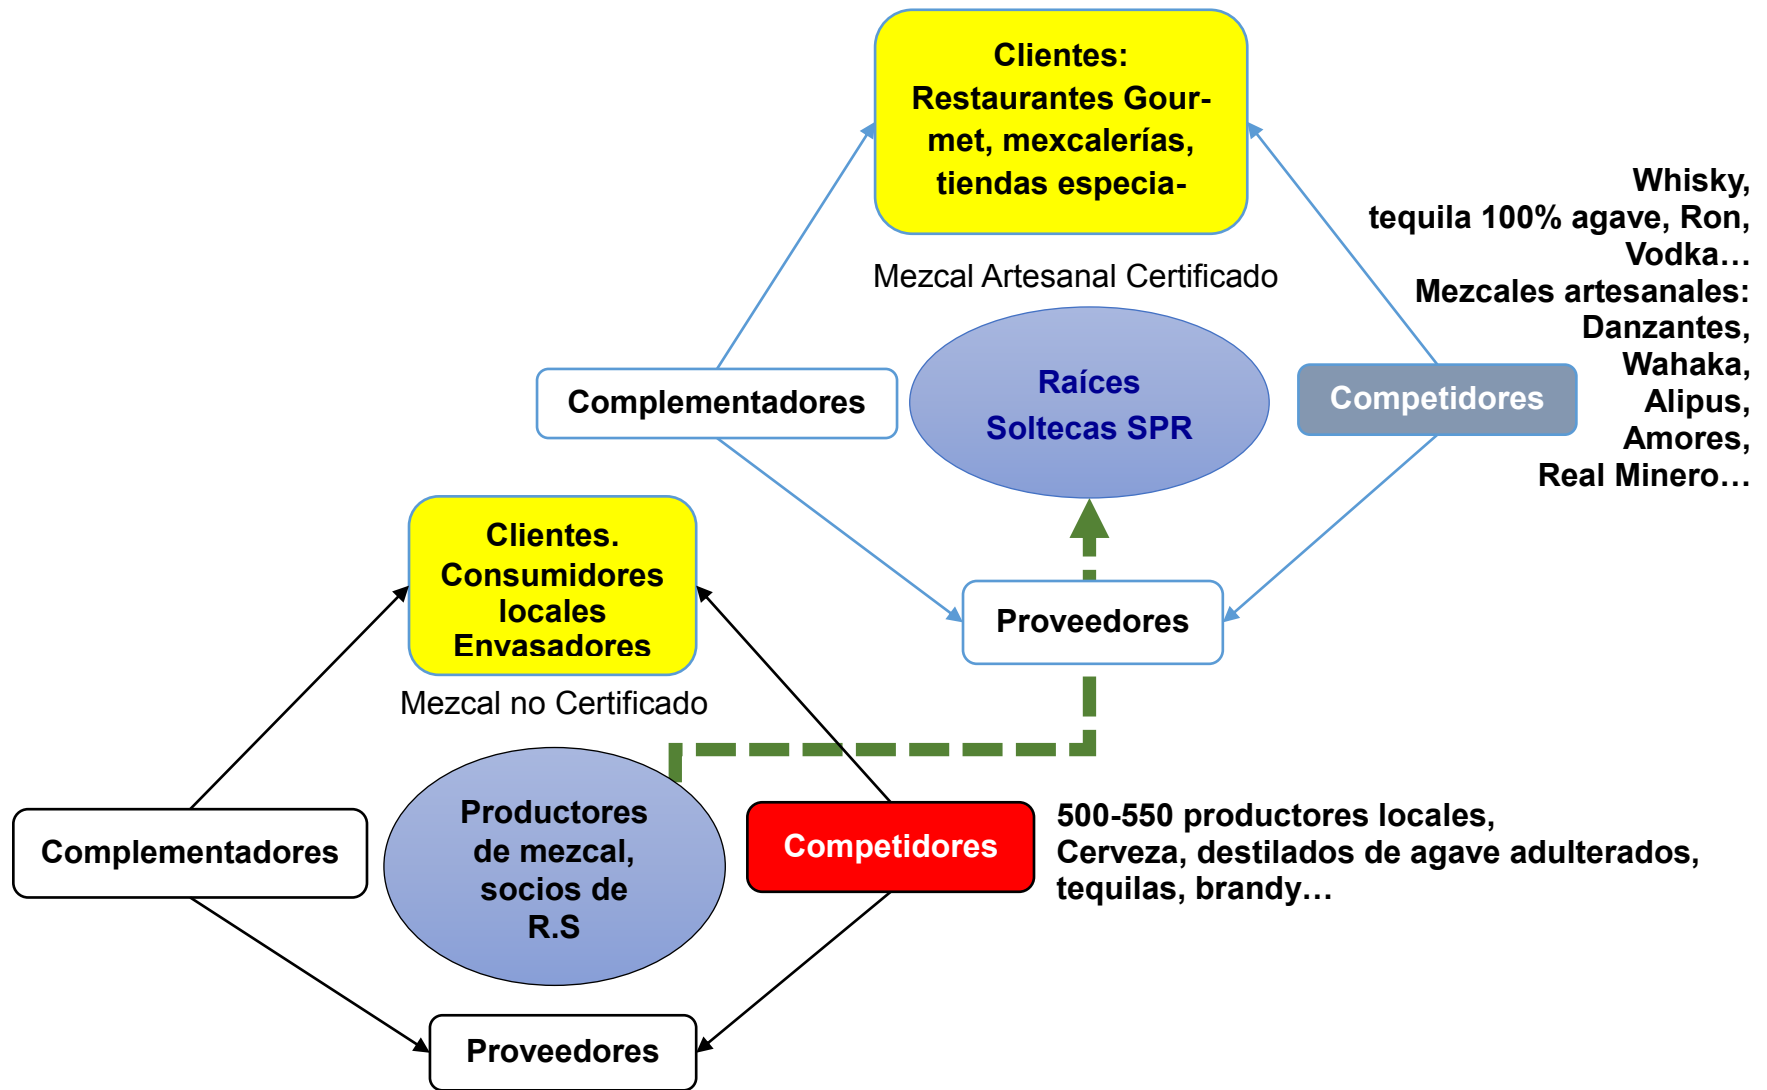 Clientes:
Restaurantes Gour-
met, mexcalerías,
tiendas especia-
Whisky,
tequila 100% agave, Ron,
Vodka…
Mezcales artesanales:
Danzantes,
Wahaka,
Alipus,
Amores,
Real Minero…
Mezcal Artesanal Certificado
Raíces
Soltecas SPR
Complementadores
Competidores
Proveedores
Clientes.
Consumidores
locales
Envasadores
Mezcal no Certificado
Productores
de mezcal,
socios de
R.S
Complementadores
Competidores
500-550 productores locales,
Cerveza, destilados de agave adulterados,
tequilas, brandy…
Proveedores